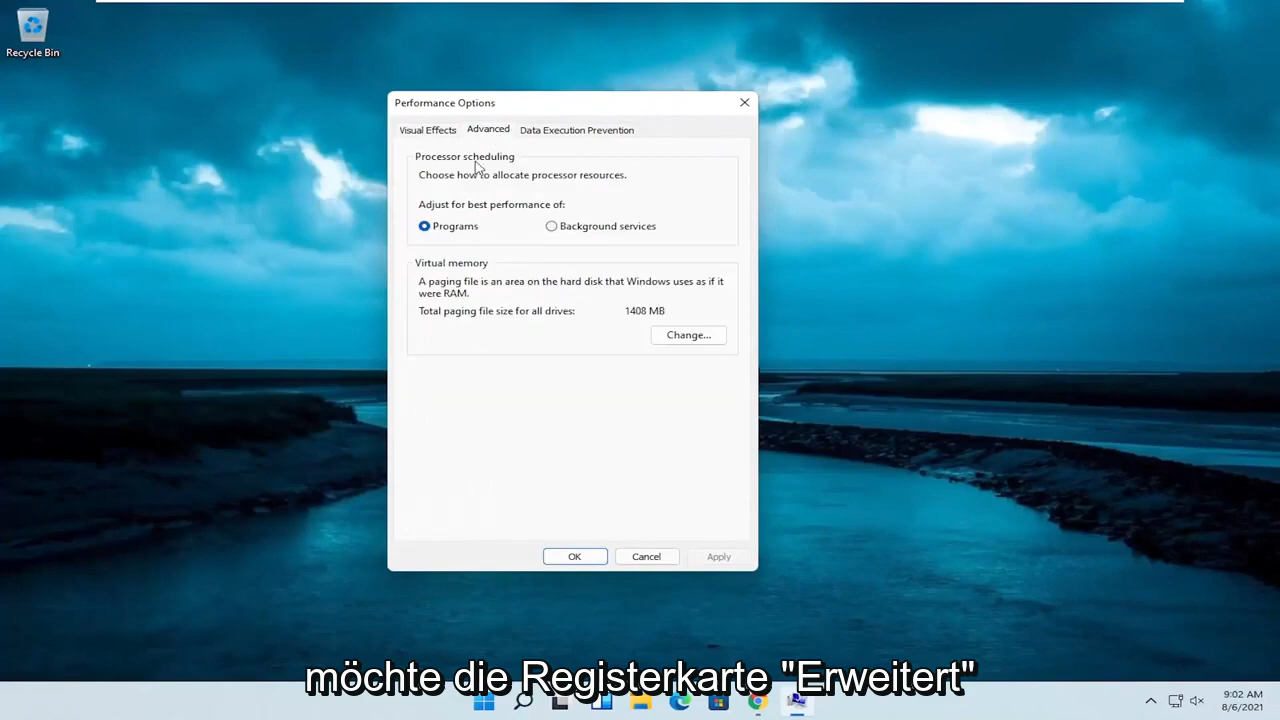 Recycle Bin
Performance Options
Visual Effects Advanced Data Execution Prevention
Processor scheduling
Choose how to allocate processor resources.
Adjust for best performance of:
Programs Background services
Virtual memory
A paging file is an area on the hard disk that Windows uses as if it
were RAM.
Total paging file size for all drives: 1408 MB
Change...
OK Cancel Apply
möchte die Registerkarte "Erweitert"
9:02 AM
8/6/2021